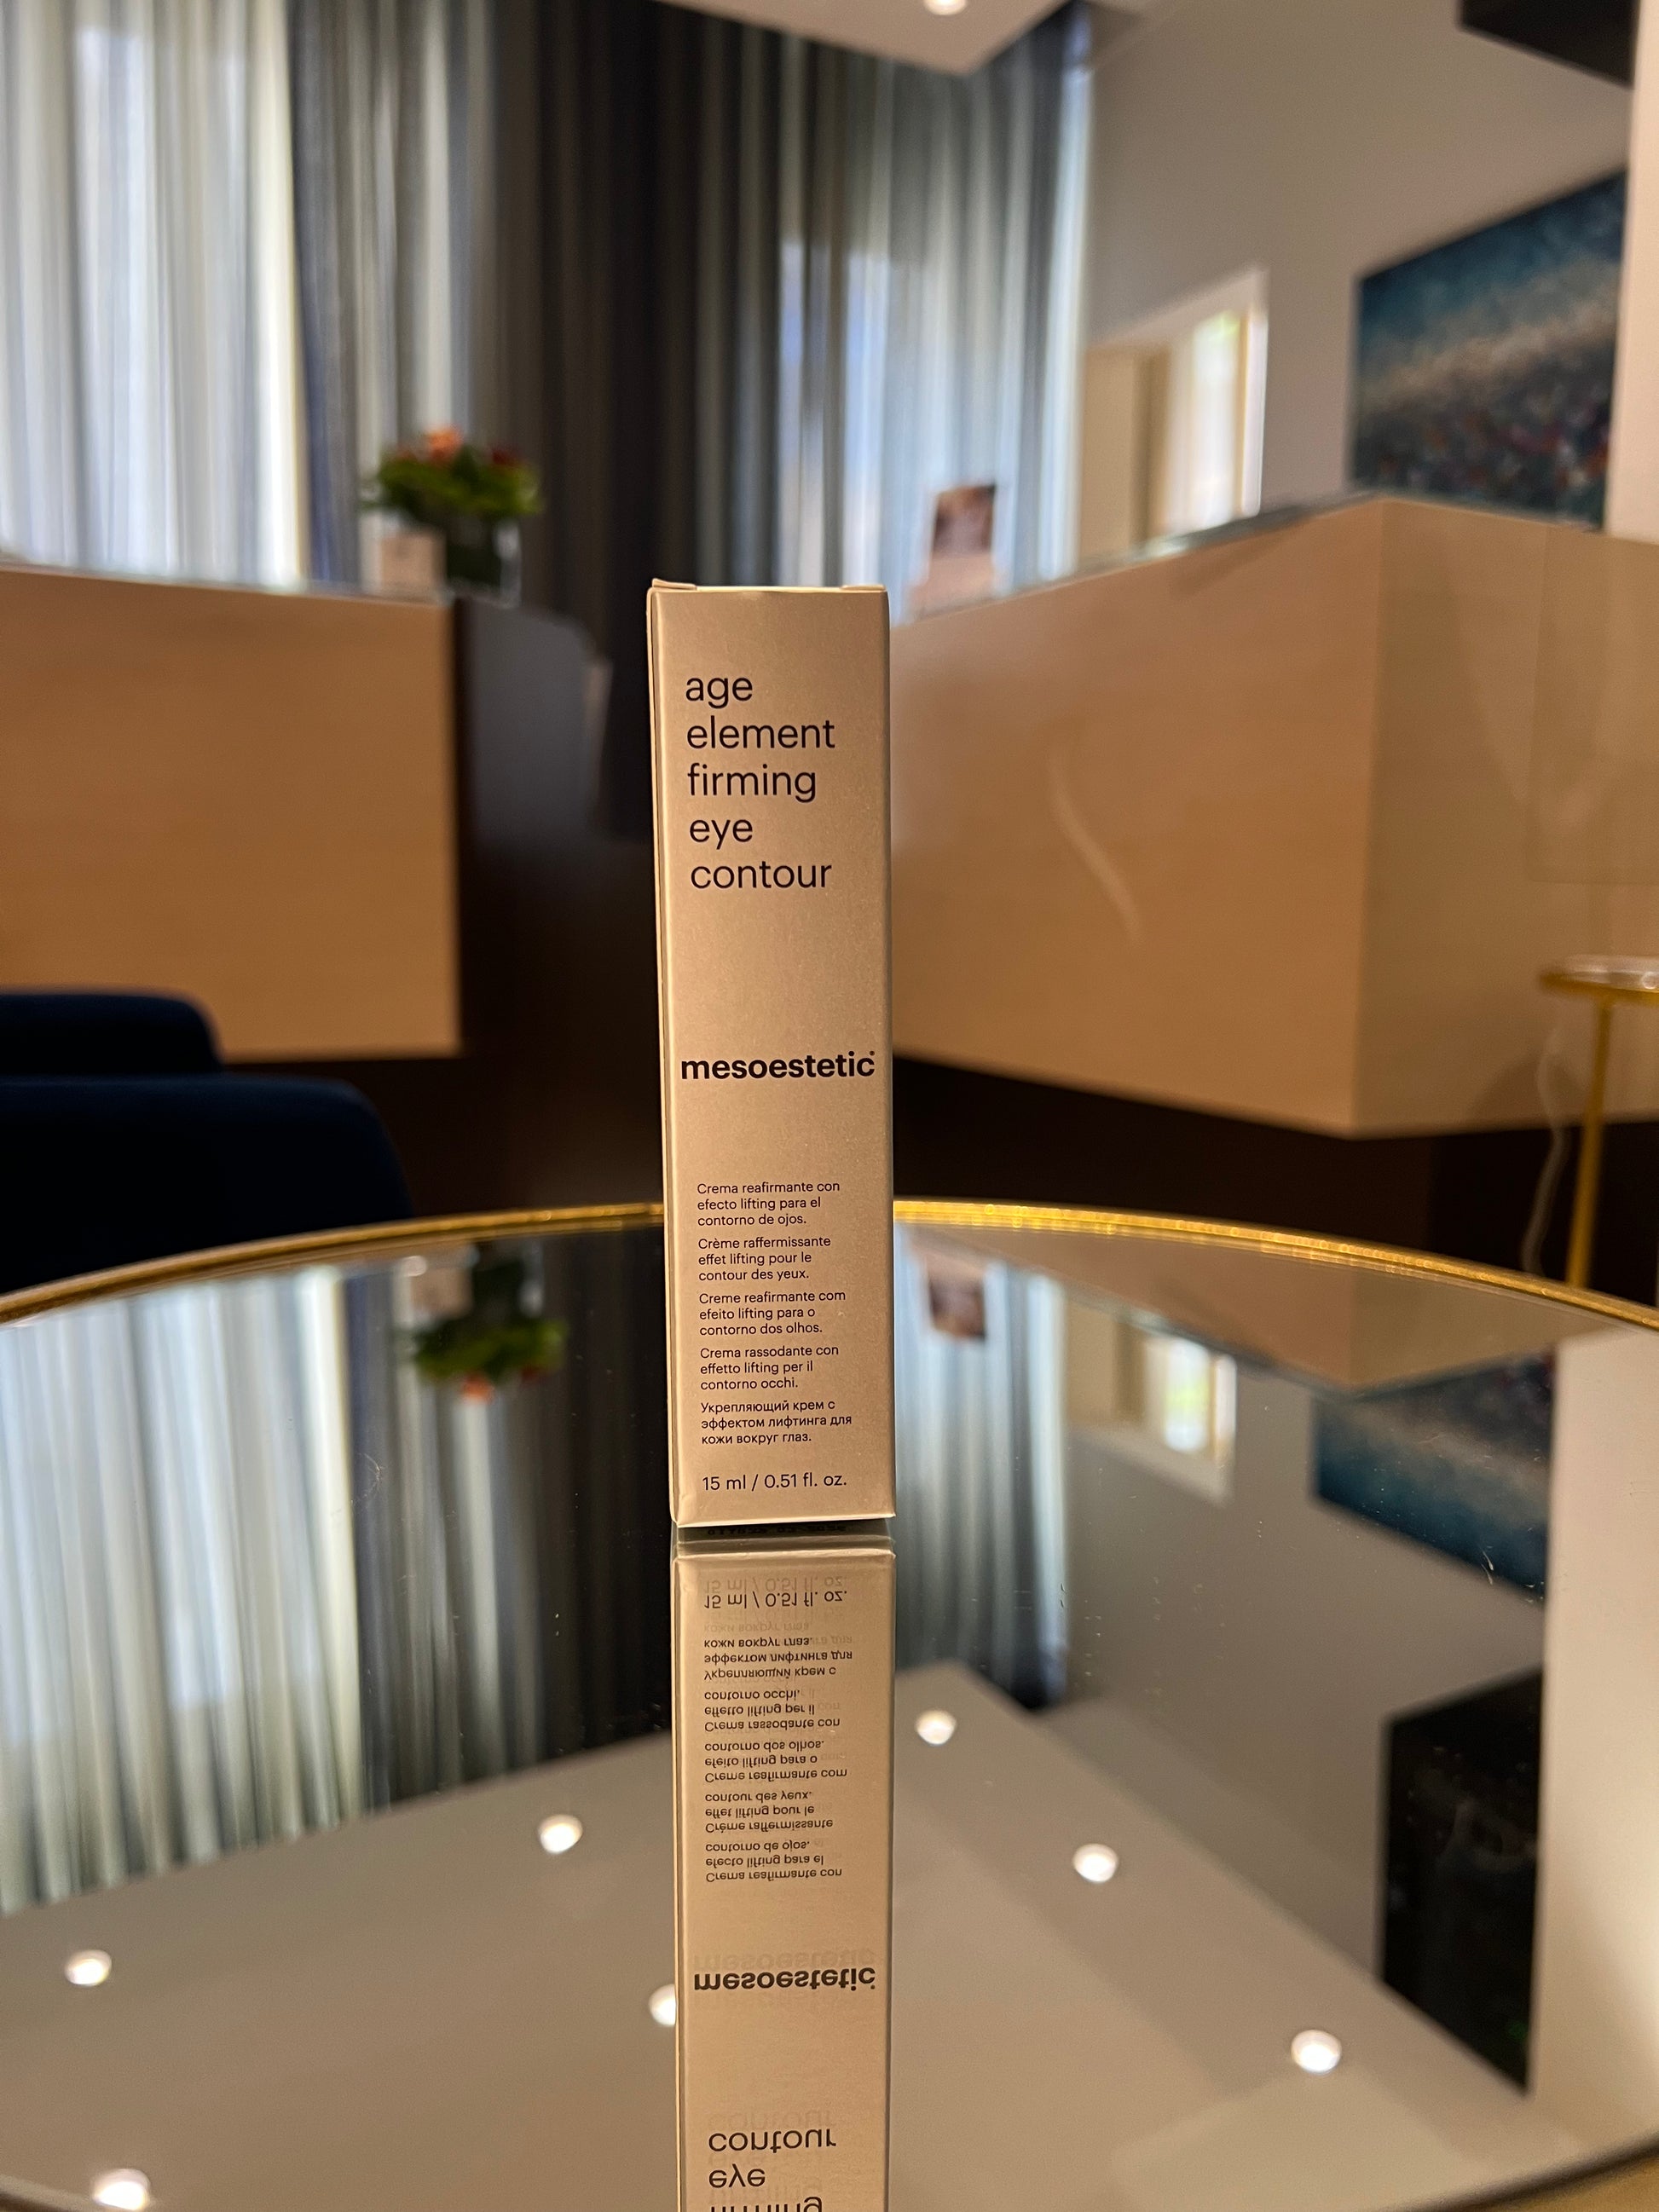 age
element
firming
eye
contour
mesoestetic®
Crema reafirmante con
efecto lifting para el
contorno de ojos.
Crème raffermissante
effet lifting pour le
contour des yeux.
Creme reafirmante com
efeito lifting para o
contorno dos olhos.
Crema rassodante con
effetto lifting per il
contorno occhi.
Укрепляющий крем с
эффектом лифтинга для
кожи вокруг глаз.
15 ml / 0.51 fl. oz.